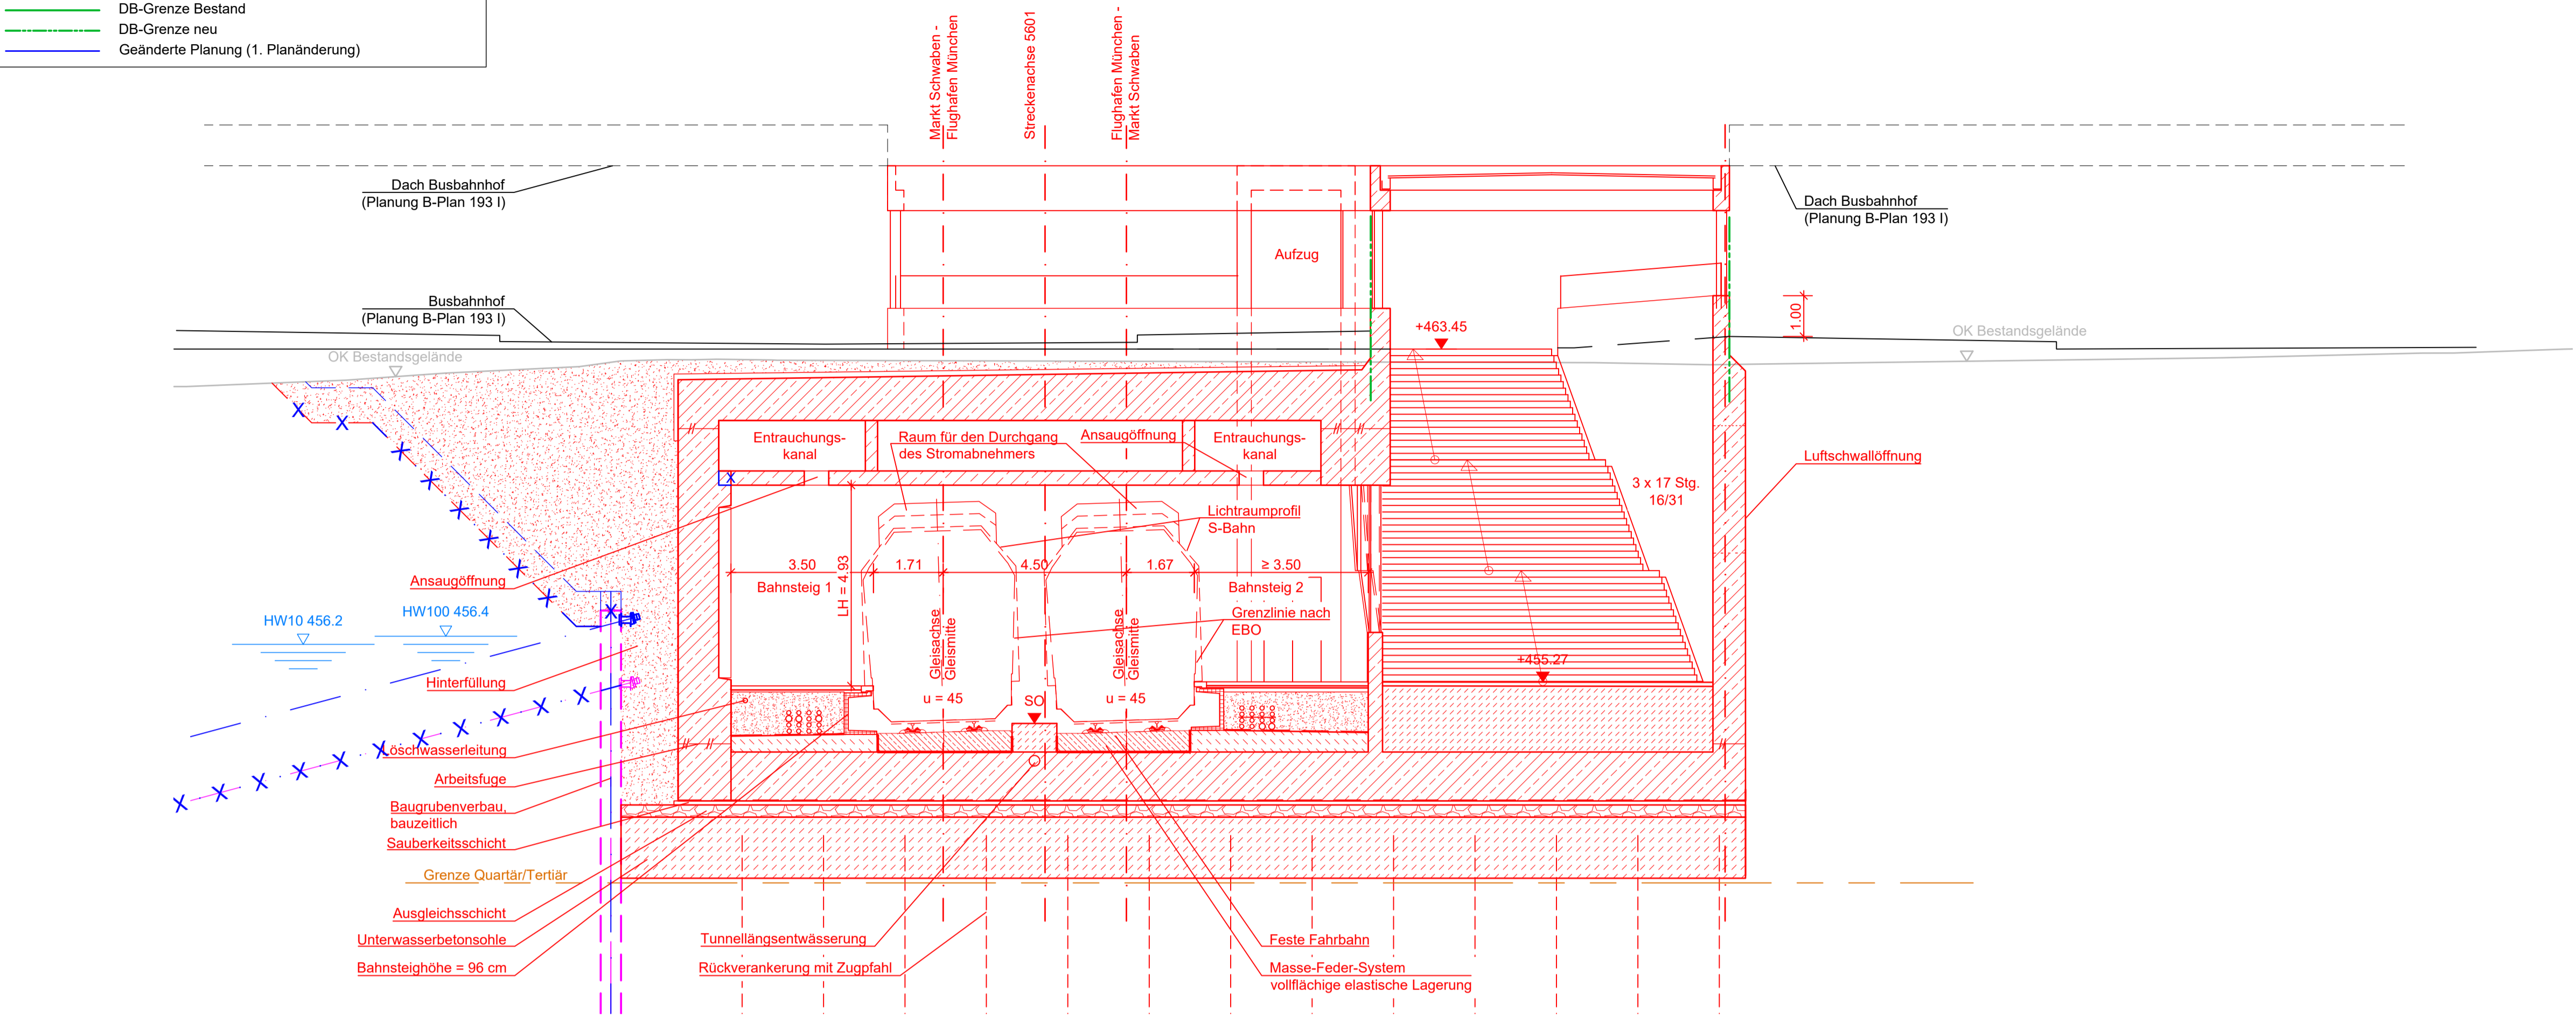 DB-Grenze Bestand
DB-Grenze neu
Geänderte Planung (1. Planänderung)
Markt Schwaben -
Flughafen München
Streckenachse 5601
Flughafen München -
Markt Schwaben
Dach Busbahnhof
(Planung B-Plan 193 I)
Dach Busbahnhof
(Planung B-Plan 193 I)
Aufzug
Busbahnhof
(Planung B-Plan 193 I)
1.00
+463.45
OK Bestandsgelände
OK Bestandsgelände
Entrauchungs-
kanal
Raum für den Durchgang
des Stromabnehmers
Ansaugöffnung
Entrauchungs-
kanal
Luftschwallöffnung
3 x 17 Stg.
16/31
Lichtraumprofil
S-Bahn
3.50
1.71
4.50
1.67
≥ 3.50
Bahnsteig 1
LH = 4.93
Bahnsteig 2
Ansaugöffnung
HW10 456.2
HW100 456.4
Grenzlinie nach
EBO
Gleisachse
Gleismitte
Gleisachse
Gleismitte
+455.27
Hinterfüllung
u = 45
SO
u = 45
Löschwasserleitung
Arbeitsfuge
Baugrubenverbau,
bauzeitlich
Sauberkeitsschicht
Grenze Quartär/Tertiär
Ausgleichsschicht
Unterwasserbetonsohle
Bahnsteighöhe = 96 cm
Tunnellängsentwässerung
Rückverankerung mit Zugpfahl
Feste Fahrbahn
Masse-Feder-System
vollflächige elastische Lagerung